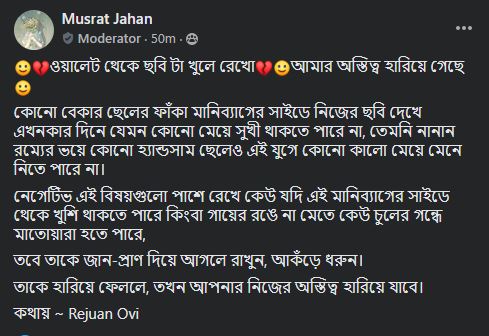 Musrat Jahan
Moderator · 50m ·
🙂💔ওয়ালেট থেকে ছবি টা খুলে রেখো💔🙂আমার অস্তিত্ব হারিয়ে গেছে
🙂
কোনো বেকার ছেলের ফাঁকা মানিব্যাগের সাইডে নিজের ছবি দেখে
এখনকার দিনে যেমন কোনো মেয়ে সুখী থাকতে পারে না, তেমনি নানান
রম্যের ভয়ে কোনো হ্যান্ডসাম ছেলেও এই যুগে কোনো কালো মেয়ে মেনে
নিতে পারে না।
নেগেটিভ এই বিষয়গুলো পাশে রেখে কেউ যদি এই মানিব্যাগের সাইডে
থেকে খুশি থাকতে পারে কিংবা গায়ের রঙে না মেতে কেউ চুলের গন্ধে
মাতোয়ারা হতে পারে,
তবে তাকে জান-প্রাণ দিয়ে আগলে রাখুন, আকঁড়ে ধরুন।
তাকে হারিয়ে ফেললে, তখন আপনার নিজের অস্তিত্ব হারিয়ে যাবে।
কথায় ~ Rejuan Ovi